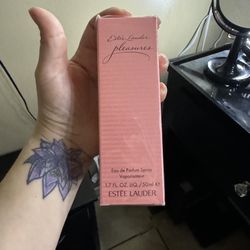 Estée Lauder
pleasures
Eau de Parfum Spray
Vaporisateur
1.7 FL. OZ. LIQ. / 50 ml ℮
ESTĒE LAUDER